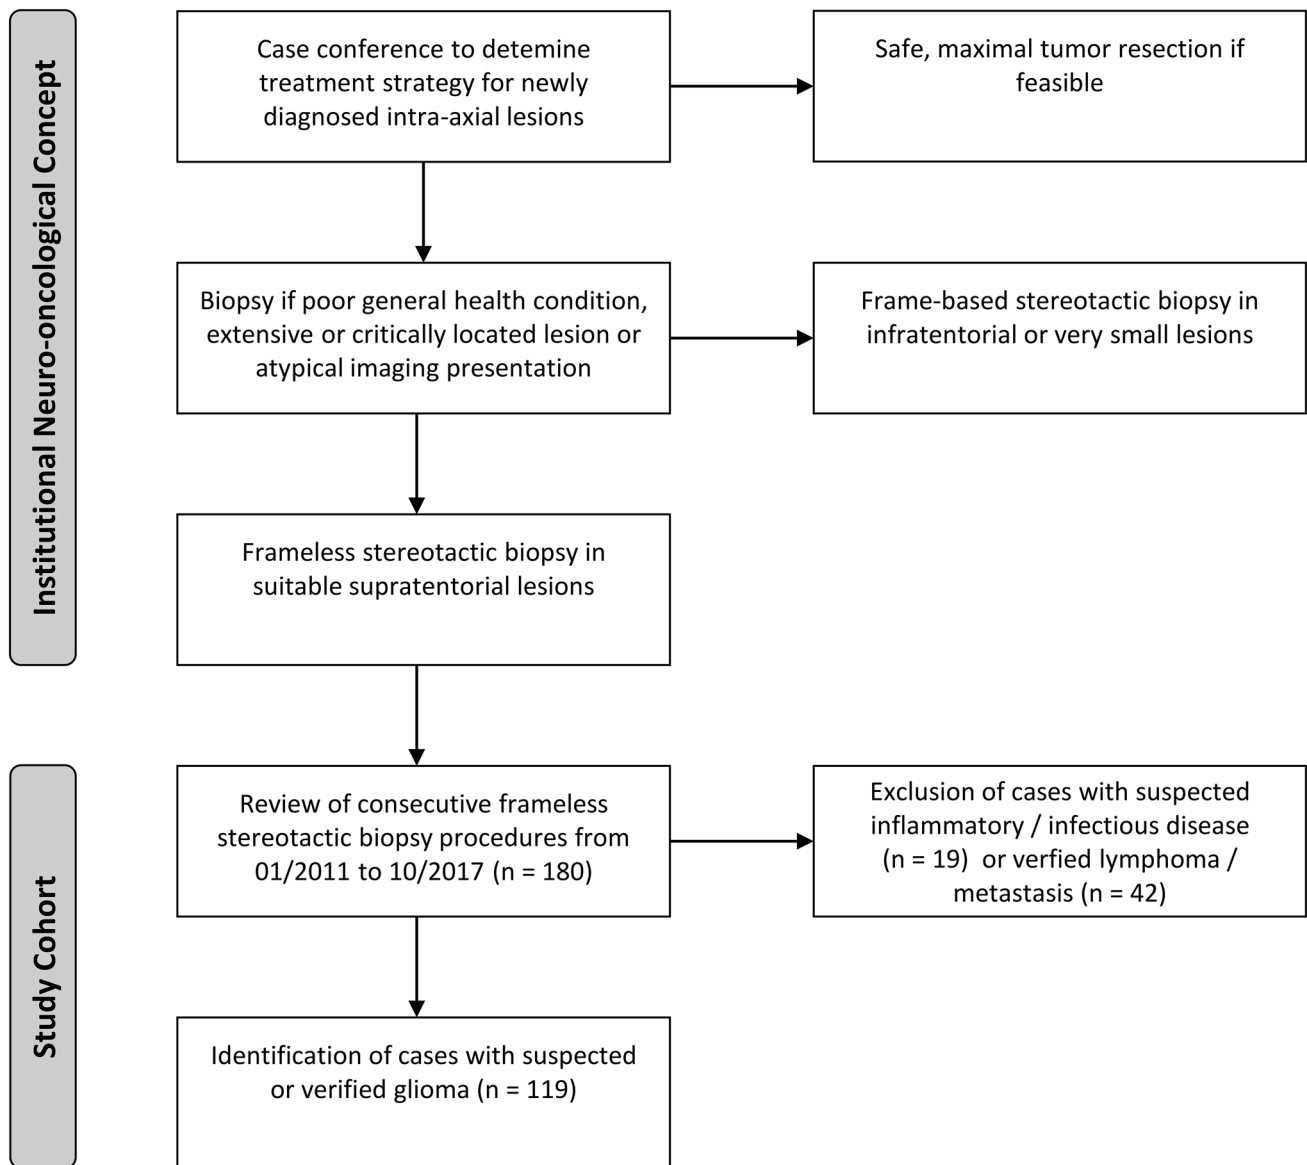 Institutional Neuro-oncological Concept
Case conference to detemine
treatment strategy for newly
diagnosed intra-axial lesions
Safe, maximal tumor resection if
feasible
Biopsy if poor general health condition,
extensive or critically located lesion or
atypical imaging presentation
Frame-based stereotactic biopsy in
infratentorial or very small lesions
Frameless stereotactic biopsy in
suitable supratentorial lesions
Study Cohort
Review of consecutive frameless
stereotactic biopsy procedures from
01/2011 to 10/2017 (n = 180)
Exclusion of cases with suspected
inflammatory / infectious disease
(n = 19)  or verfied lymphoma /
metastasis (n = 42)
Identification of cases with suspected
or verified glioma (n = 119)